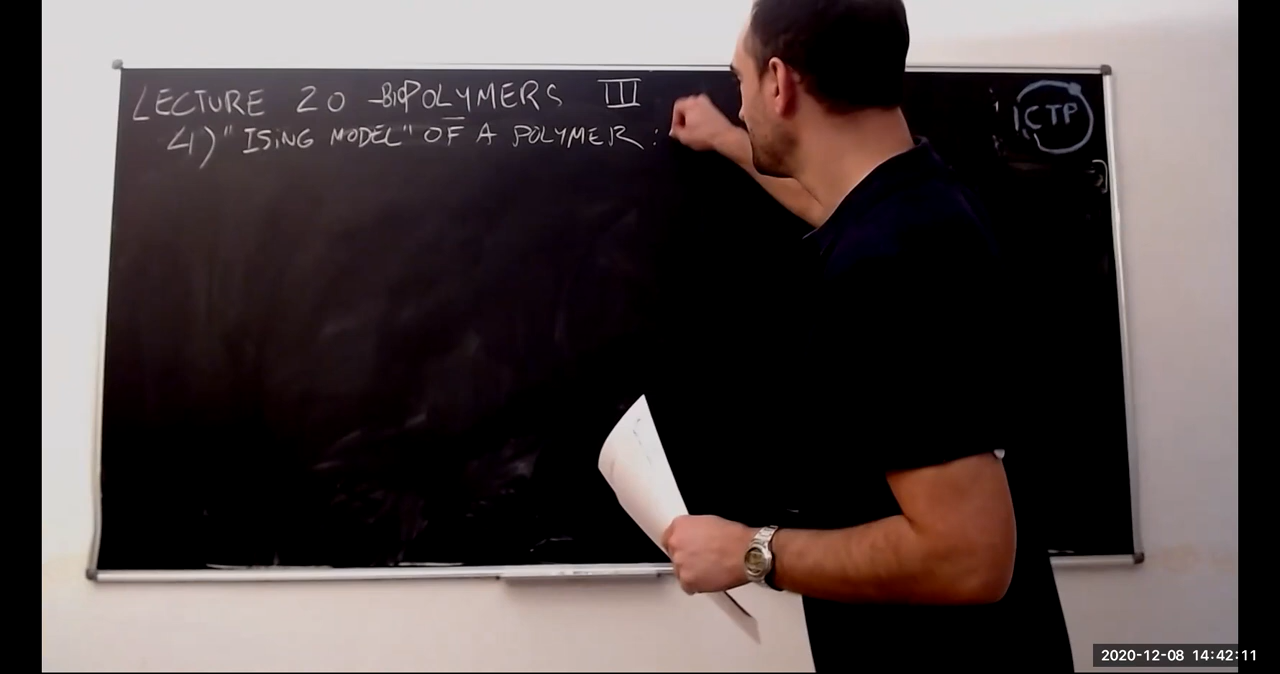 LECTURE 20 - BIOPOLYMERS III
4) "ISING MODEL" OF A POLYMER:
ICTP
2020-12-08 14:42:11